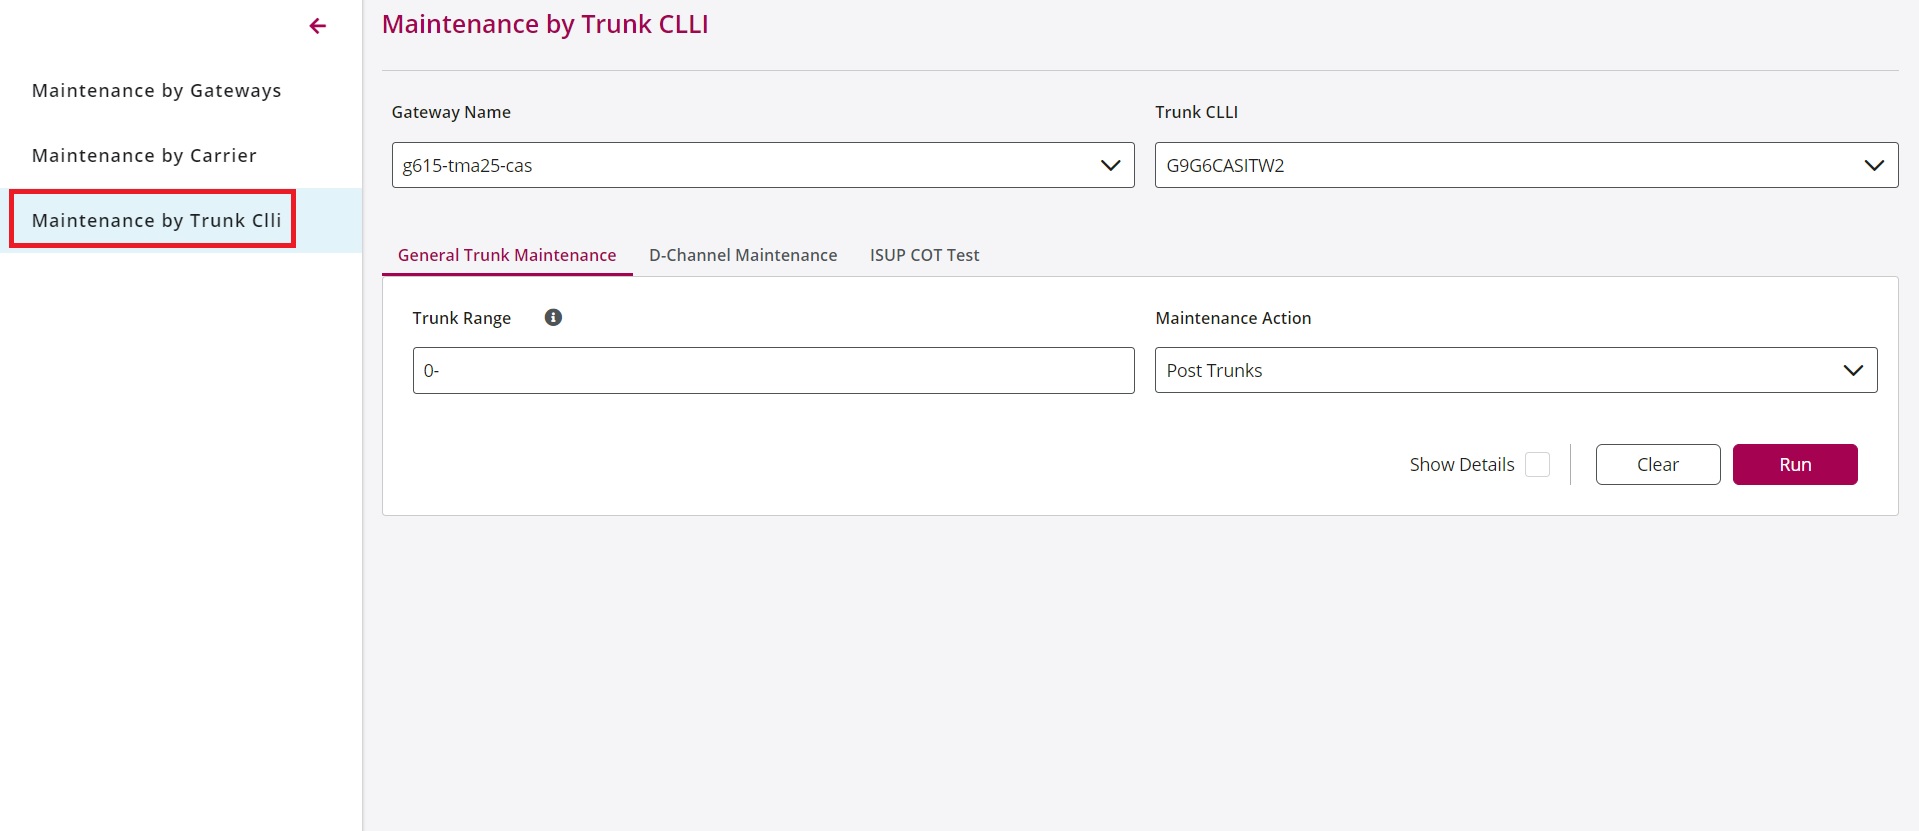 Maintenance by Gateways
Maintenance by Carrier
Maintenance by Trunk Clli
Maintenance by Trunk CLLI
Gateway Name
Trunk CLLI
g615-tma25-cas
G9G6CASITW2
General Trunk Maintenance
D-Channel Maintenance
ISUP COT Test
Trunk Range
Maintenance Action
0-
Post Trunks
Show Details
Clear
Run